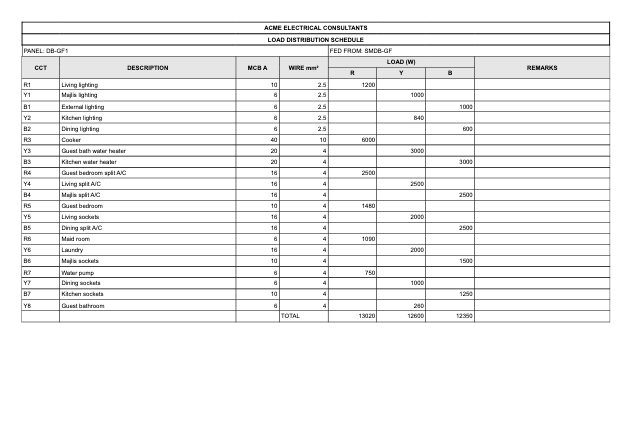 ACME ELECTRICAL CONSULTANTS
LOAD DISTRIBUTION SCHEDULE
PANEL: DB-GF1 FED FROM: SMDB-GF
CCT DESCRIPTION MCB A WIRE mm² LOAD (W) REMARKS
R Y B
R1 Living lighting 10 2.5 1200
Y1 Majlis lighting 6 2.5 1000
B1 External lighting 6 2.5 1000
Y2 Kitchen lighting 6 2.5 840
B2 Dining lighting 6 2.5 600
R3 Cooker 40 10 6000
Y3 Guest bath water heater 20 4 3000
B3 Kitchen water heater 20 4 3000
R4 Guest bedroom split A/C 16 4 2500
Y4 Living split A/C 16 4 2500
B4 Majlis split A/C 16 4 2500
R5 Guest bedroom 10 4 1480
Y5 Living sockets 16 4 2000
B5 Dining split A/C 16 4 2500
R6 Maid room 6 4 1090
Y6 Laundry 16 4 2000
B6 Majlis sockets 10 4 1500
R7 Water pump 6 4 750
Y7 Dining sockets 6 4 1000
B7 Kitchen sockets 10 4 1250
Y8 Guest bathroom 6 4 260
TOTAL 13020 12600 12350